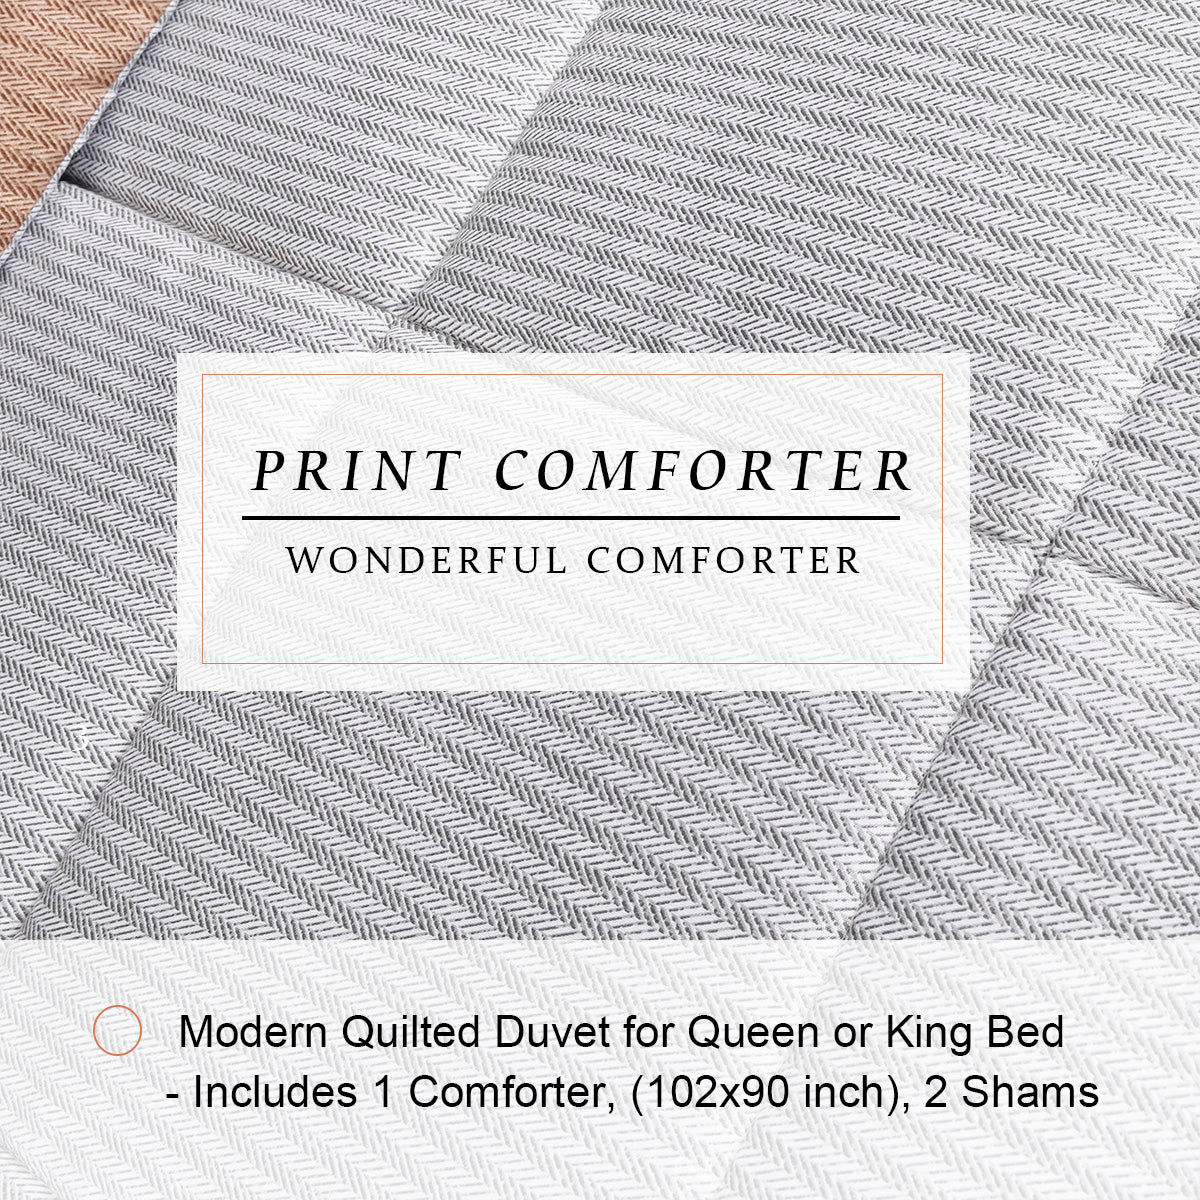 PRINT COMFORTER
WONDERFUL COMFORTER
3
Modern Quilted Duvet for Queen or King Bed
- Includes 1 Comforter, (102x90 inch), 2 Shams